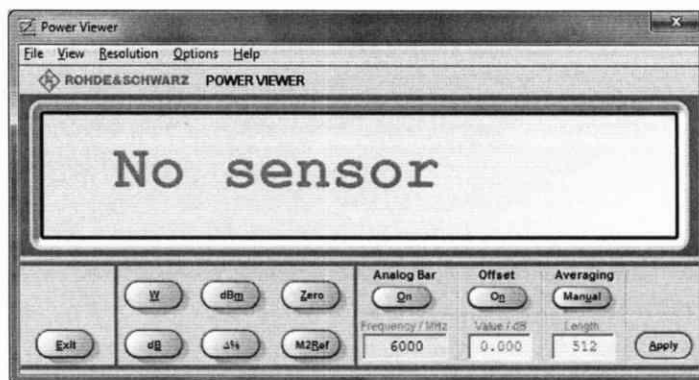 Power Viewer
File View Resolution Options Help
ROHDE&SCHWARZ POWER VIEWER
No sensor
Analog Bar Offset Averaging
W dBm Zero On On Manual
Frequency / MHz Value / dB Length
Exit dB Δ% M2Ref 6000 0.000 512 Apply